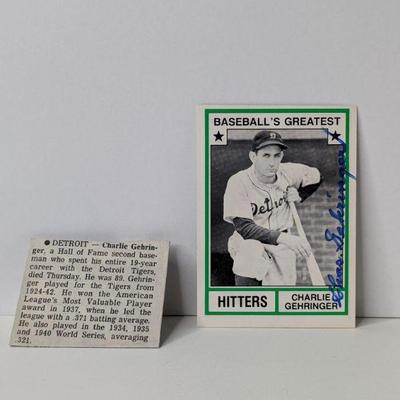 ● DETROIT — Charlie Gehrin-
ger, a Hall of Fame second base-
man who spent his entire 19-year
career with the Detroit Tigers,
died Thursday. He was 89. Gehrin-
ger played for the Tigers from
1924-42. He won the American
League's Most Valuable Player
award in 1937, when he led the
league with a .371 batting average.
He also played in the 1934, 1935
and 1940 World Series, averaging
.321.
BASEBALL'S GREATEST
D
Detroit
Chas. Gehringer
HITTERS
CHARLIE
GEHRINGER